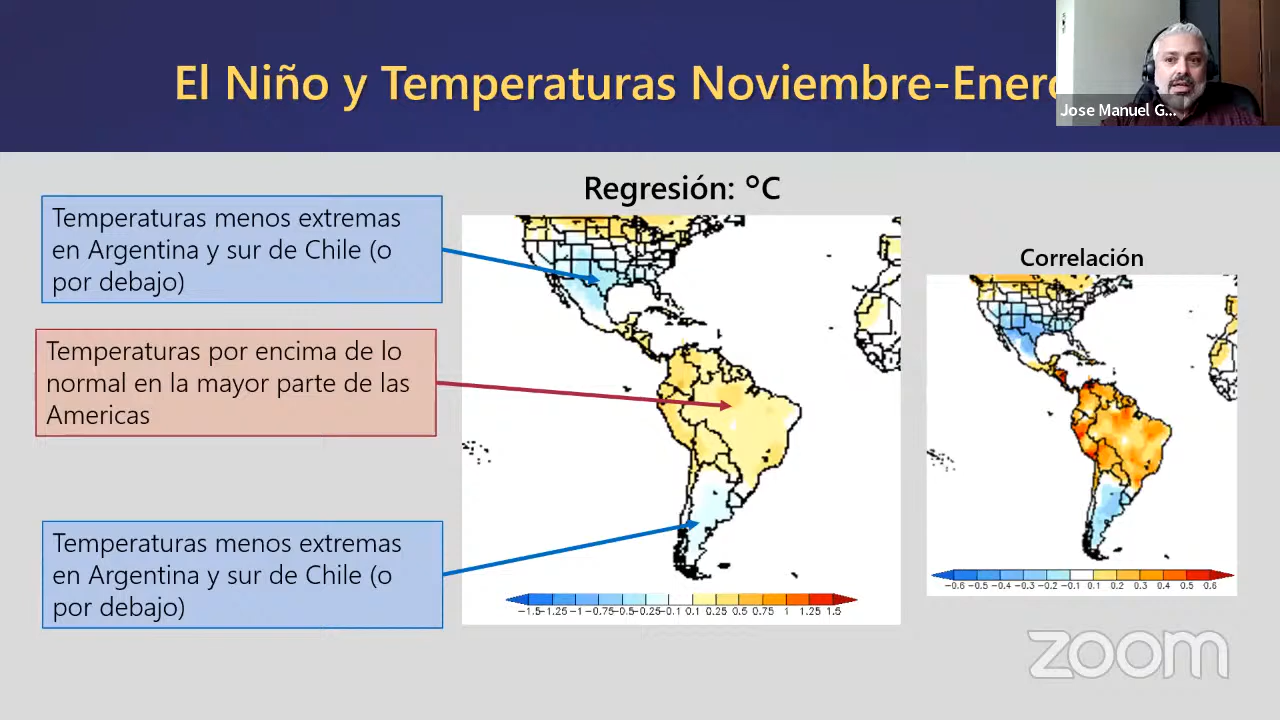 El Niño y Temperaturas Noviembre-Enero
Jose Manuel G...
Regresión: °C
Temperaturas menos extremas
en Argentina y sur de Chile (o
por debajo)
Correlación
Temperaturas por encima de lo
normal en la mayor parte de las
Americas
Temperaturas menos extremas
en Argentina y sur de Chile (o
por debajo)
-0.6 -0.5 -0.4 -0.3 -0.2 -0.1 0.1 0.2 0.3 0.4 0.5 0.6
-1.5 -1.25 -1 -0.75 -0.5 -0.25 -0.1 0.1 0.25 0.5 0.75 1 1.25 1.5
zoom